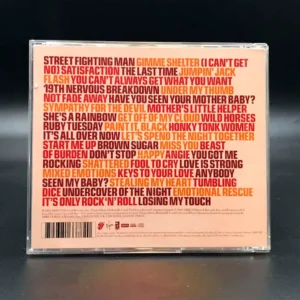 STREET FIGHTING MAN GIMME SHELTER (I CAN'T GET
NO) SATISFACTION THE LAST TIME JUMPIN' JACK
FLASH YOU CAN'T ALWAYS GET WHAT YOU WANT
19TH NERVOUS BREAKDOWN UNDER MY THUMB
NOT FADE AWAY HAVE YOU SEEN YOUR MOTHER BABY?
SYMPATHY FOR THE DEVIL MOTHER'S LITTLE HELPER
SHE'S A RAINBOW GET OFF OF MY CLOUD WILD HORSES
RUBY TUESDAY PAINT IT, BLACK HONKY TONK WOMEN
IT'S ALL OVER NOW LET'S SPEND THE NIGHT TOGETHER
START ME UP BROWN SUGAR MISS YOU BEAST
OF BURDEN DON'T STOP HAPPY ANGIE YOU GOT ME
ROCKING SHATTERED FOOL TO CRY LOVE IS STRONG
MIXED EMOTIONS KEYS TO YOUR LOVE ANYBODY
SEEN MY BABY? STEALING MY HEART TUMBLING
DICE UNDERCOVER OF THE NIGHT EMOTIONAL RESCUE
IT'S ONLY ROCK'N'ROLL LOSING MY TOUCH